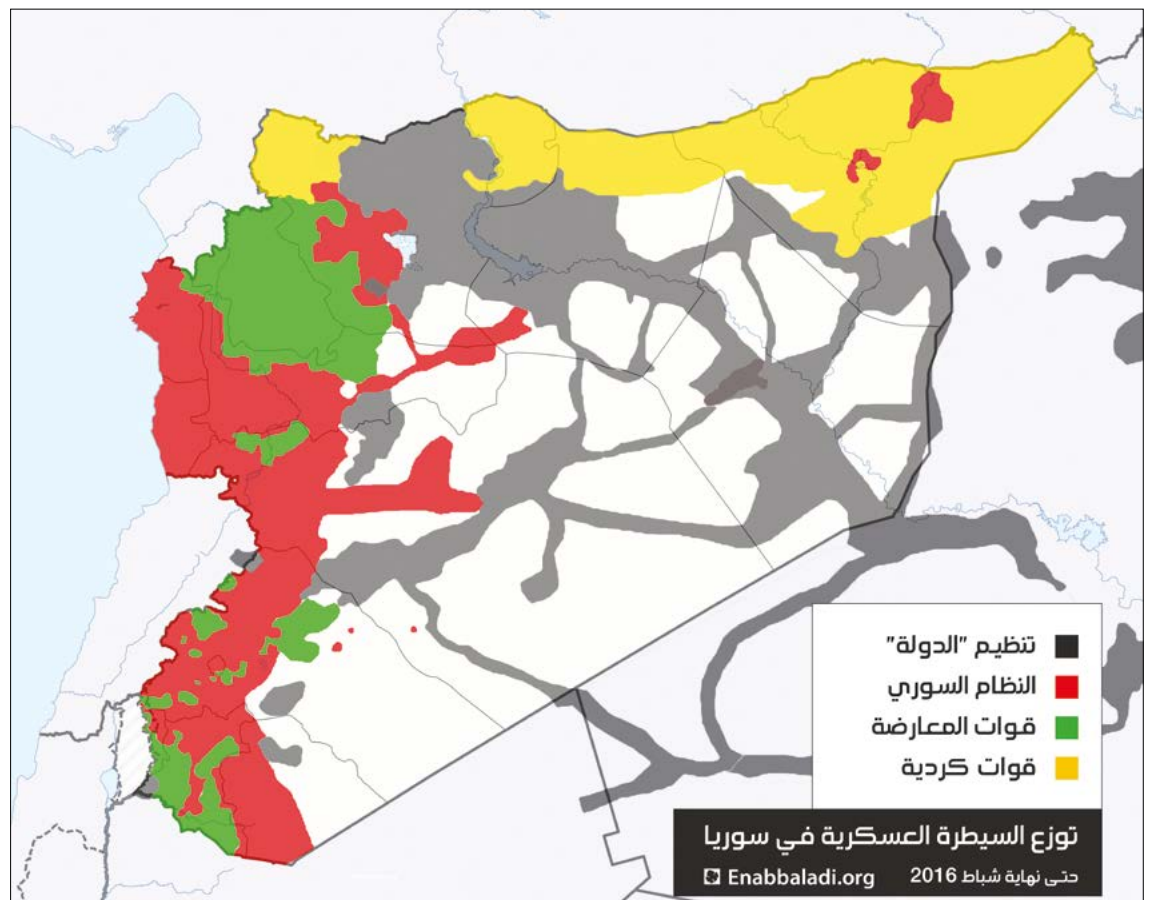 تنظيم "الدولة"
النظام السوري
قوات المعارضة
قوات كردية
توزع السيطرة العسكرية في سوريا
حتى نهاية شباط 2016 Enabbaladi.org